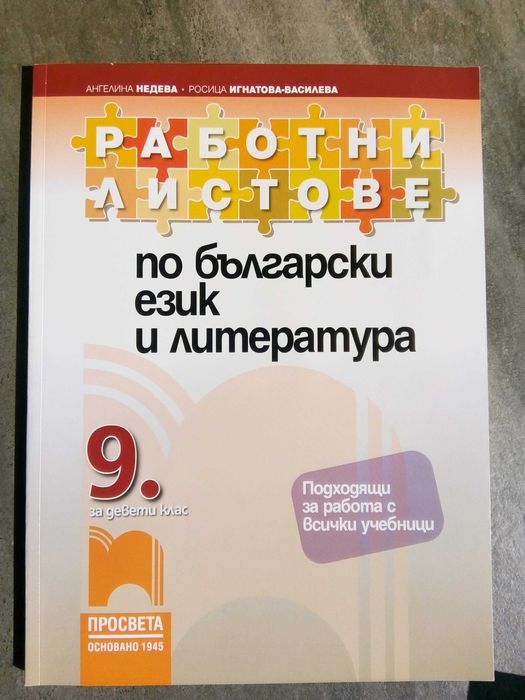 АНГЕЛИНА НЕДЕВА • РОСИЦА ИГНАТОВА-ВАСИЛЕВА
РАБОТНИ
ЛИСТОВЕ
по български
език
и литература
9.
за девети клас
Подходящи
за работа с
всички учебници
ПРОСВЕТА
ОСНОВАНО 1945